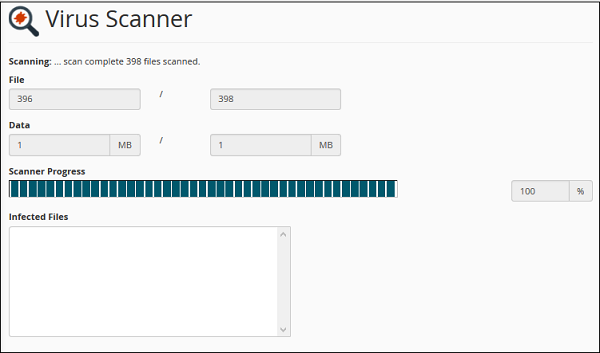 Virus Scanner
Scanning: ... scan complete 398 files scanned.
File
396 / 398
Data
1 MB / 1 MB
Scanner Progress
100 %
Infected Files